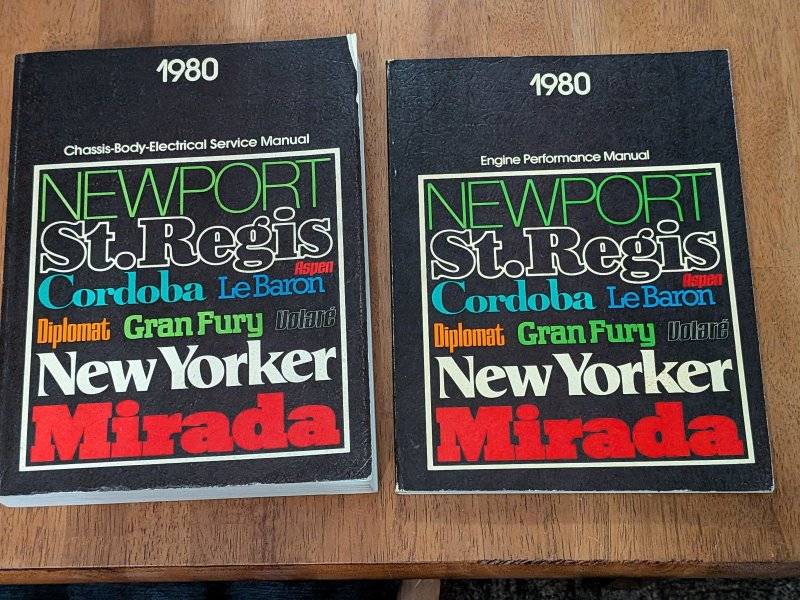 1980
Chassis-Body-Electrical Service Manual
NEWPORT
St. Regis
Aspen
Cordoba Le Baron
Diplomat Gran Fury Volaré
New Yorker
Mirada
1980
Engine Performance Manual
NEWPORT
St. Regis
Aspen
Cordoba Le Baron
Diplomat Gran Fury Volaré
New Yorker
Mirada